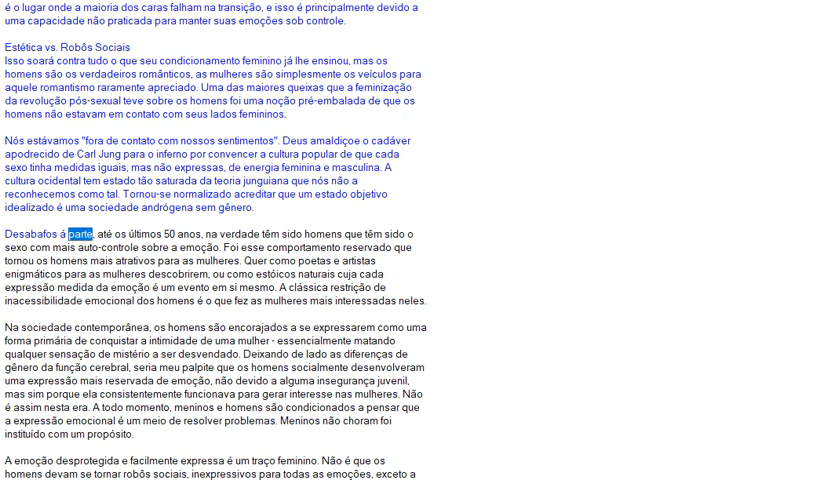 é o lugar onde a maioria dos caras falham na transição, e isso é principalmente devido a
uma capacidade não praticada para manter suas emoções sob controle.
Estética vs. Robôs Sociais
Isso soará contra tudo o que seu condicionamento feminino já lhe ensinou, mas os
homens são os verdadeiros românticos, as mulheres são simplesmente os veículos para
aquele romantismo raramente apreciado. Uma das maiores queixas que a feminização
da revolução pós-sexual teve sobre os homens foi uma noção pré-embalada de que os
homens não estavam em contato com seus lados femininos.
Nós estávamos "fora de contato com nossos sentimentos". Deus amaldiçoe o cadáver
apodrecido de Carl Jung para o inferno por convencer a cultura popular de que cada
sexo tinha medidas iguais, mas não expressas, de energia feminina e masculina. A
cultura ocidental tem estado tão saturada da teoria junguiana que nós não a
reconhecemos como tal. Tornou-se normalizado acreditar que um estado objetivo
idealizado é uma sociedade andrógena sem gênero.
Desabafos á parte, até os últimos 50 anos, na verdade têm sido homens que têm sido o
sexo com mais auto-controle sobre a emoção. Foi esse comportamento reservado que
tornou os homens mais atrativos para as mulheres. Quer como poetas e artistas
enigmáticos para as mulheres descobrirem, ou como estóicos naturais cuja cada
expressão medida da emoção é um evento em si mesmo. A clássica restrição de
inacessibilidade emocional dos homens é o que fez as mulheres mais interessadas neles.
Na sociedade contemporânea, os homens são encorajados a se expressarem como uma
forma primária de conquistar a intimidade de uma mulher - essencialmente matando
qualquer sensação de mistério a ser desvendado. Deixando de lado as diferenças de
gênero da função cerebral, seria meu palpite que os homens socialmente desenvolveram
uma expressão mais reservada de emoção, não devido a alguma insegurança juvenil,
mas sim porque ela consistentemente funcionava para gerar interesse nas mulheres. Não
é assim nesta era. A todo momento, meninos e homens são condicionados a pensar que
a expressão emocional é um meio de resolver problemas. Meninos não choram foi
instituído com um propósito.
A emoção desprotegida e facilmente expressa é um traço feminino. Não é que os
homens devam se tornar robôs sociais, inexpressivos para todas as emoções, exceto a